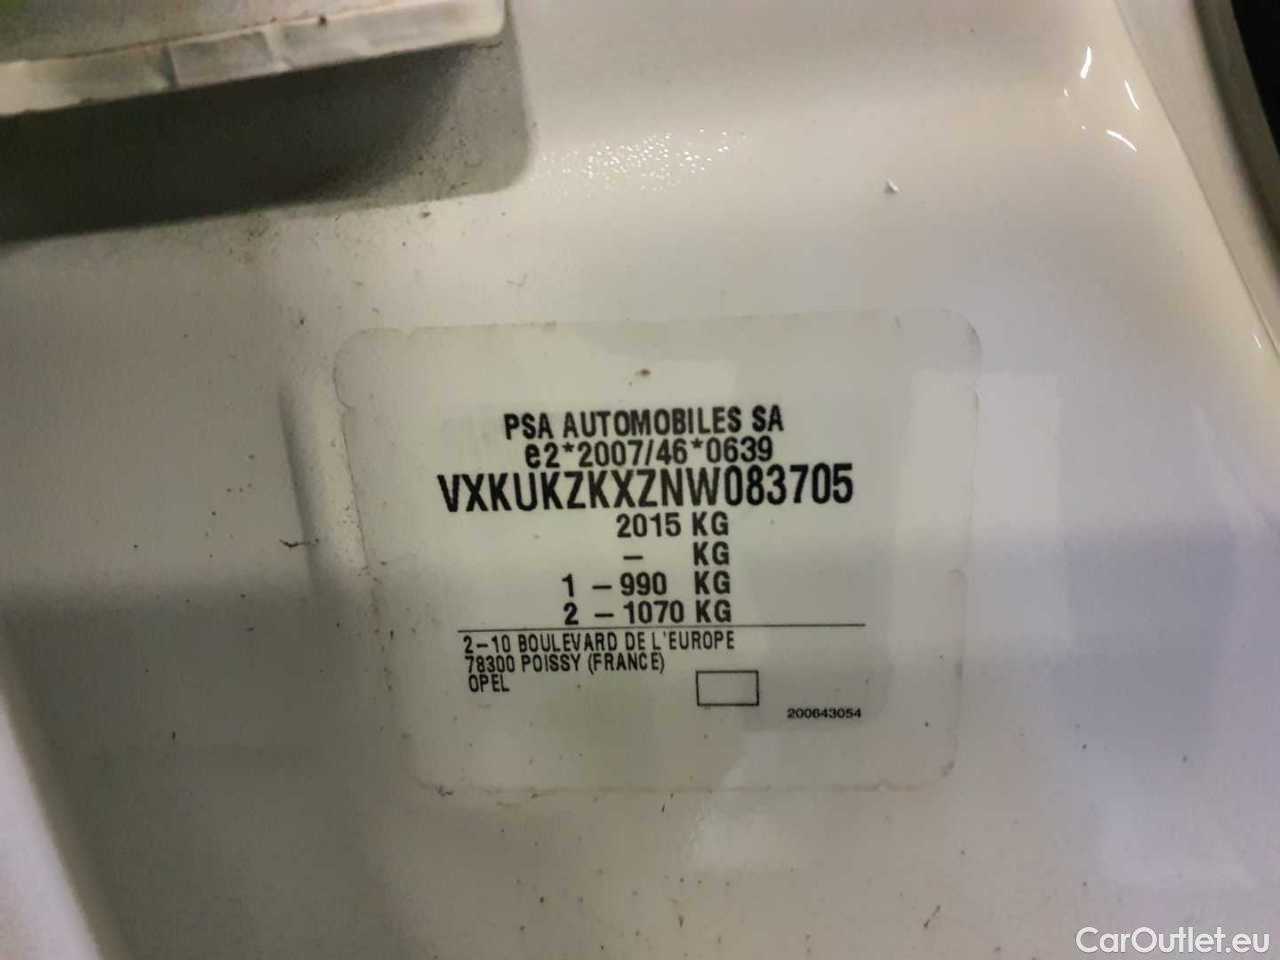 PSA AUTOMOBILES SA
e2*2007/46*0639
VXKUKZKXZNW083705
2015 KG
- KG
1 - 990 KG
2 - 1070 KG
2-10 BOULEVARD DE L'EUROPE
78300 POISSY (FRANCE)
OPEL
200643054
CarOutlet.eu